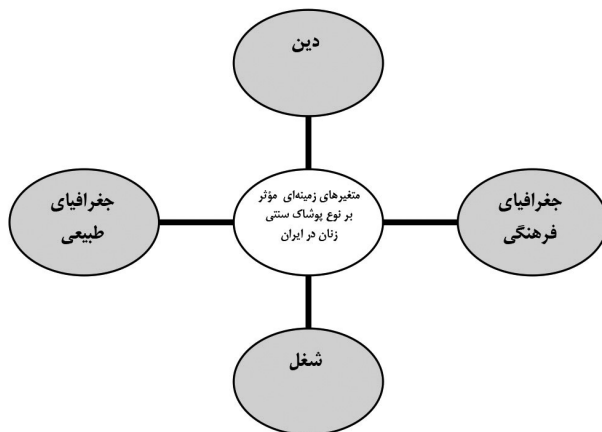 دین
متغیرهای زمینه‌ای مؤثر
بر نوع پوشاک سنتی
زنان در ایران
جغرافیای
فرهنگی
جغرافیای
طبیعی
شغل